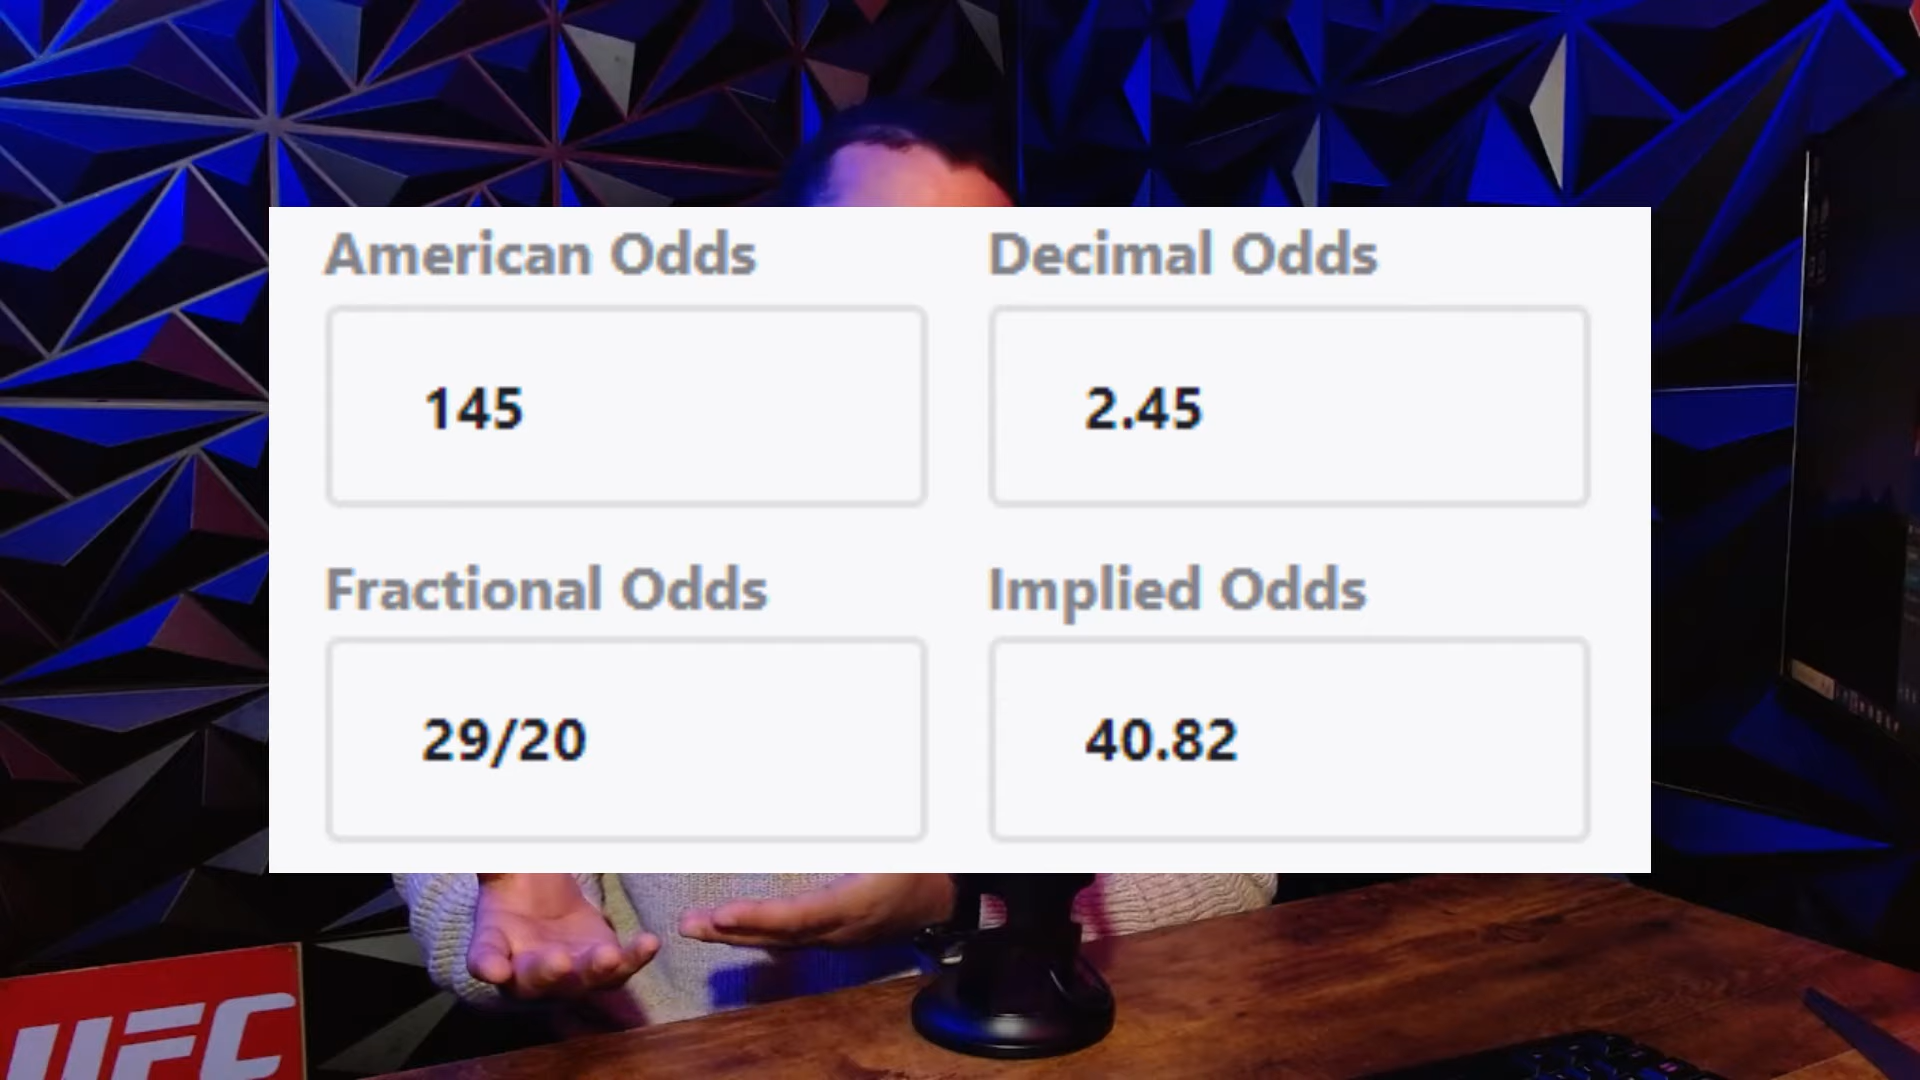 American Odds
Decimal Odds
145
2.45
Fractional Odds
Implied Odds
29/20
40.82
UFC